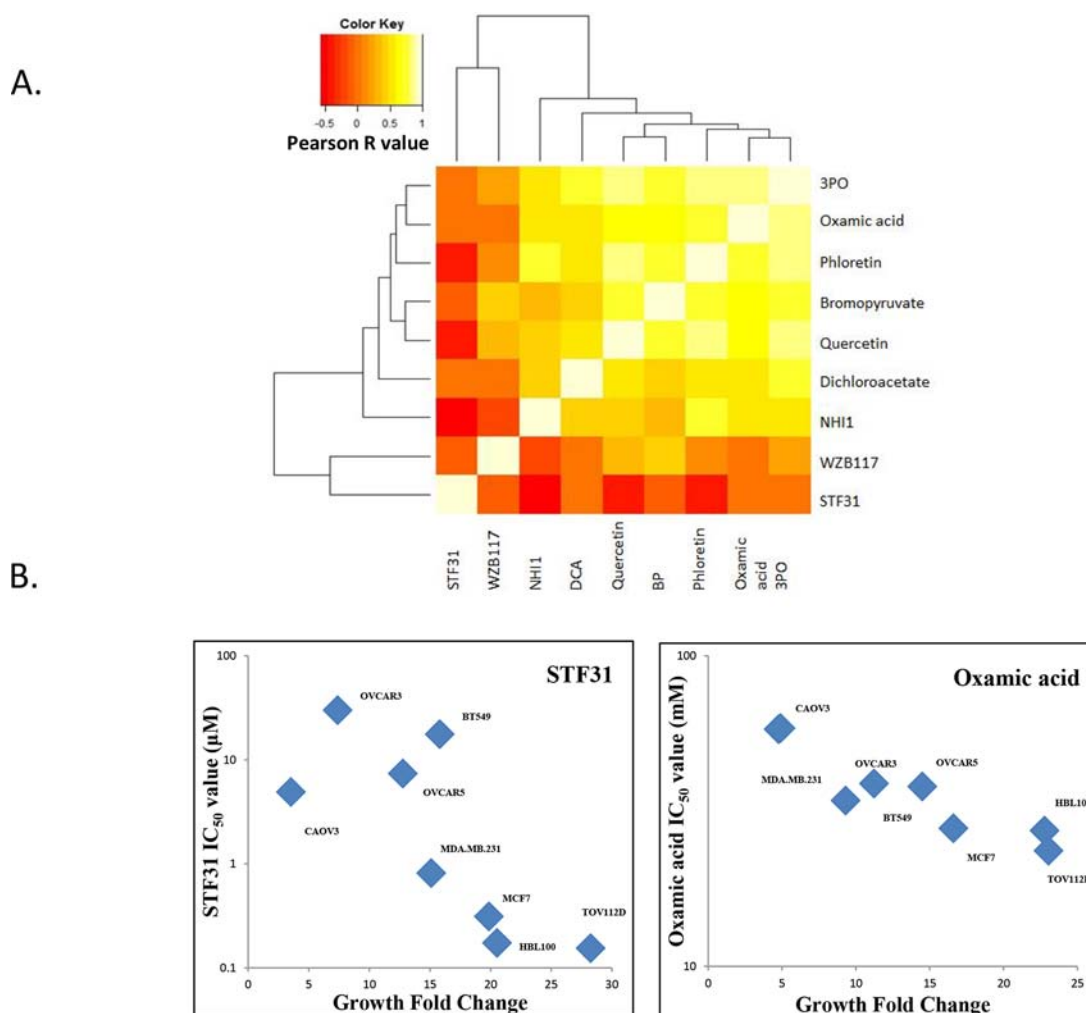 A.
Color Key
-0.5 0 0.5 1
Pearson R value
3PO
Oxamic acid
Phloretin
Bromopyruvate
Quercetin
Dichloroacetate
NHI1
WZB117
STF31
STF31
WZB117
NHI1
DCA
Quercetin
BP
Phloretin
Oxamic
acid
3PO
B.
STF31
STF31 IC50 value (µM)
100
10
1
0.1
OVCAR3
BT549
OVCAR5
CAOV3
MDA.MB.231
MCF7
TOV112D
HBL100
0 5 10 15 20 25 30
Growth Fold Change
Oxamic acid
Oxamic acid IC50 value (mM)
100
10
CAOV3
MDA.MB.231
OVCAR3
OVCAR5
BT549
HBL10
MCF7
TOV112
0 5 10 15 20 25
Growth Fold Change